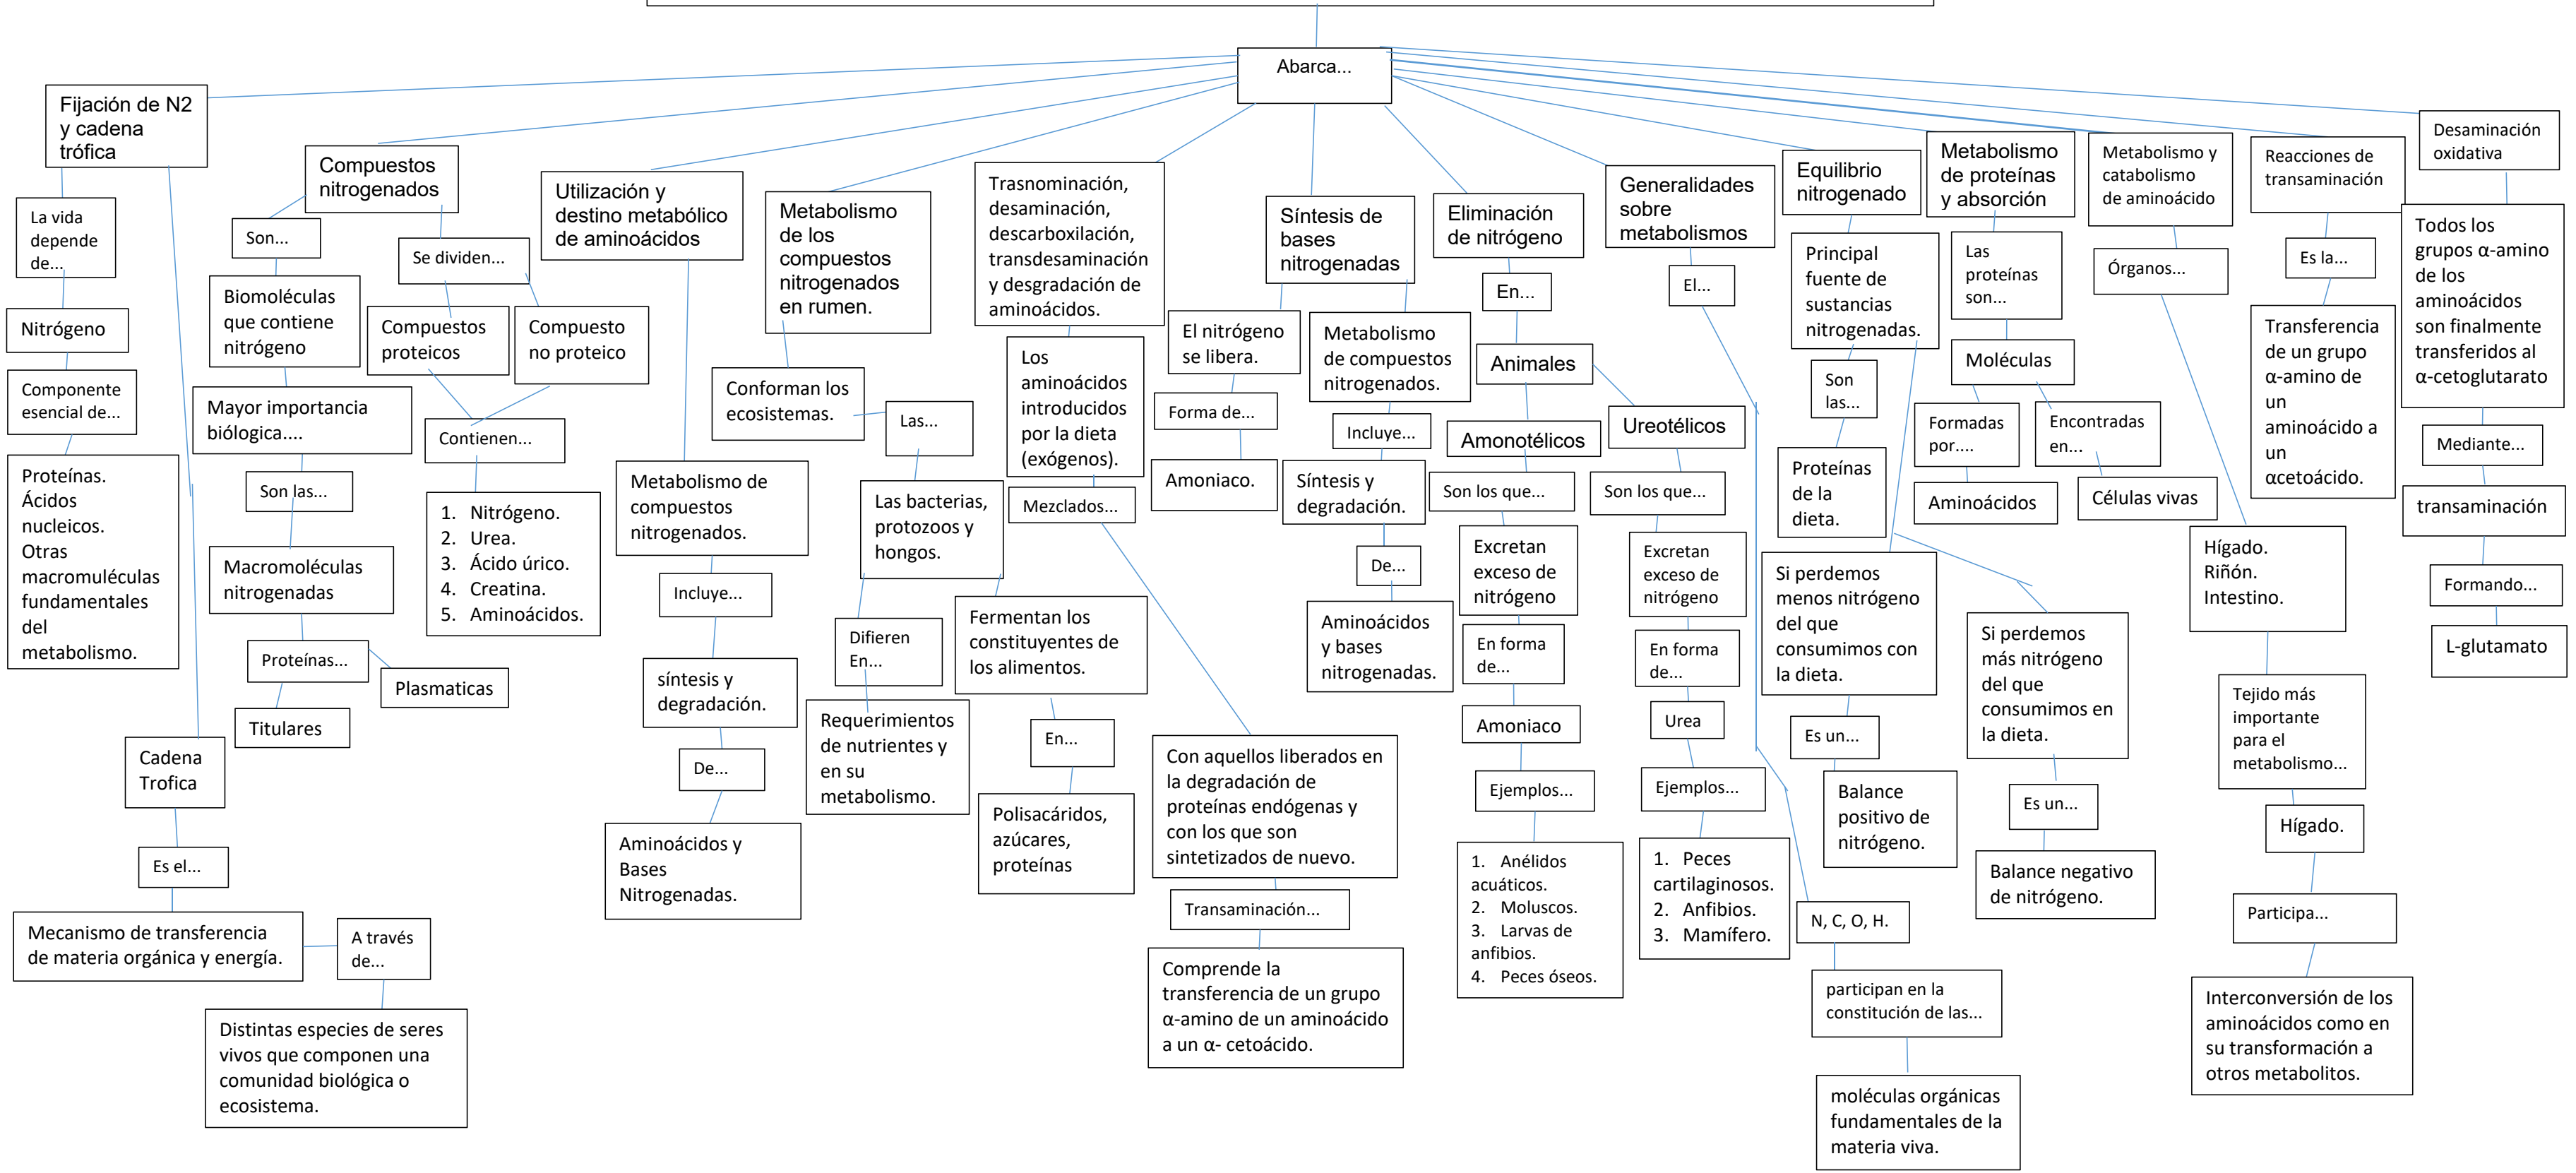 Abarca...
Fijación de N2
y cadena
trófica
La vida
depende
de...
Nitrógeno
Componente
esencial de...
Proteínas.
Ácidos
nucleicos.
Otras
macromuléculas
fundamentales
del
metabolismo.
Cadena
Trofica
Es el...
Mecanismo de transferencia
de materia orgánica y energía.
A través
de...
Distintas especies de seres
vivos que componen una
comunidad biológica o
ecosistema.
Compuestos
nitrogenados
Son...
Biomoléculas
que contiene
nitrógeno
Mayor importancia
biólogica....
Son las...
Macromoléculas
nitrogenadas
Proteínas...
Plasmaticas
Titulares
Se dividen...
Compuestos
proteicos
Compuesto
no proteico
Contienen...
1. Nitrógeno.
2. Urea.
3. Ácido úrico.
4. Creatina.
5. Aminoácidos.
Utilización y
destino metabólico
de aminoácidos
Metabolismo de
compuestos
nitrogenados.
Incluye...
síntesis y
degradación.
De...
Aminoácidos y
Bases
Nitrogenadas.
Metabolismo
de los
compuestos
nitrogenados
en rumen.
Conforman los
ecosistemas.
Las...
Las bacterias,
protozoos y
hongos.
Difieren
En...
Requerimientos
de nutrientes y
en su
metabolismo.
Fermentan los
constituyentes de
los alimentos.
En...
Polisacáridos,
azúcares,
proteínas
Trasnominación,
desaminación,
descarboxilación,
transdesaminación
y desgradación de
aminoácidos.
Los
aminoácidos
introducidos
por la dieta
(exógenos).
Mezclados...
Con aquellos liberados en
la degradación de
proteínas endógenas y
con los que son
sintetizados de nuevo.
Transaminación...
Comprende la
transferencia de un grupo
α-amino de un aminoácido
a un α- cetoácido.
Síntesis de
bases
nitrogenadas
El nitrógeno
se libera.
Forma de...
Amoniaco.
Metabolismo
de compuestos
nitrogenados.
Incluye...
Síntesis y
degradación.
De...
Aminoácidos
y bases
nitrogenadas.
Eliminación
de nitrógeno
En...
Animales
Amonotélicos
Son los que...
Excretan
exceso de
nitrógeno
En forma
de...
Amoniaco
Ejemplos...
1. Anélidos
acuáticos.
2. Moluscos.
3. Larvas de
anfibios.
4. Peces óseos.
Ureotélicos
Son los que...
Excretan
exceso de
nitrógeno
En forma
de...
Urea
Ejemplos...
1. Peces
cartilaginosos.
2. Anfibios.
3. Mamífero.
Generalidades
sobre
metabolismos
El...
N, C, O, H.
participan en la
constitución de las...
moléculas orgánicas
fundamentales de la
materia viva.
Equilibrio
nitrogenado
Principal
fuente de
sustancias
nitrogenadas.
Son
las...
Proteínas
de la
dieta.
Si perdemos
menos nitrógeno
del que
consumimos con
la dieta.
Es un...
Balance
positivo de
nitrógeno.
Si perdemos
más nitrógeno
del que
consumimos en
la dieta.
Es un...
Balance negativo
de nitrógeno.
Metabolismo
de proteínas
y absorción
Las
proteínas
son...
Moléculas
Formadas
por....
Aminoácidos
Encontradas
en...
Células vivas
Metabolismo y
catabolismo
de aminoácido
Órganos...
Hígado.
Riñón.
Intestino.
Tejido más
importante
para el
metabolismo...
Hígado.
Participa...
Interconversión de los
aminoácidos como en
su transformación a
otros metabolitos.
Reacciones de
transaminación
Es la...
Transferencia
de un grupo
α-amino de
un
aminoácido a
un
αcetoácido.
Desaminación
oxidativa
Todos los
grupos α-amino
de los
aminoácidos
son finalmente
transferidos al
α-cetoglutarato
Mediante...
transaminación
Formando...
L-glutamato